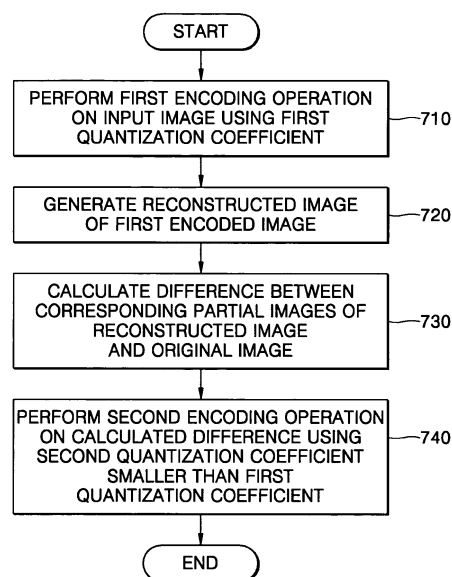 START
PERFORM FIRST ENCODING OPERATION
ON INPUT IMAGE USING FIRST
QUANTIZATION COEFFICIENT
710
GENERATE RECONSTRUCTED IMAGE
OF FIRST ENCODED IMAGE
720
CALCULATE DIFFERENCE BETWEEN
CORRESPONDING PARTIAL IMAGES OF
RECONSTRUCTED IMAGE
AND ORIGINAL IMAGE
730
PERFORM SECOND ENCODING OPERATION
ON CALCULATED DIFFERENCE USING
SECOND QUANTIZATION COEFFICIENT
SMALLER THAN FIRST
QUANTIZATION COEFFICIENT
740
END